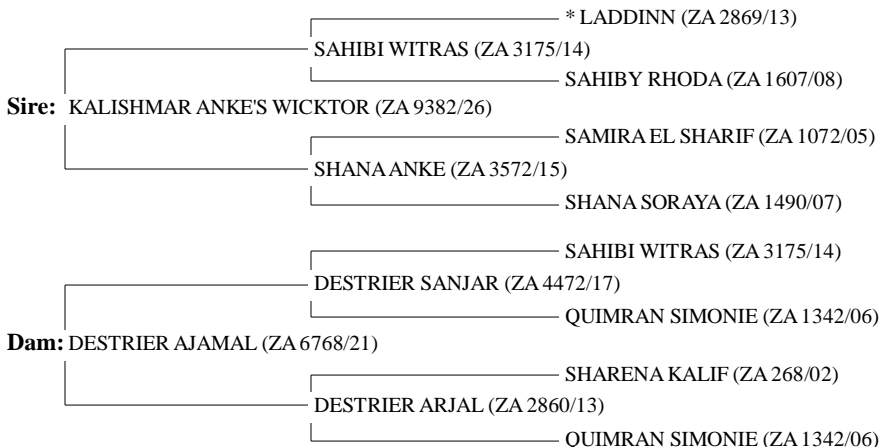 * LADDINN (ZA 2869/13)
SAHIBI WITRAS (ZA 3175/14)
SAHIBY RHODA (ZA 1607/08)
Sire: KALISHMAR ANKE'S WICKTOR (ZA 9382/26)
SAMIRA EL SHARIF (ZA 1072/05)
SHANA ANKE (ZA 3572/15)
SHANA SORAYA (ZA 1490/07)
SAHIBI WITRAS (ZA 3175/14)
DESTRIER SANJAR (ZA 4472/17)
QUIMRAN SIMONIE (ZA 1342/06)
Dam: DESTRIER AJAMAL (ZA 6768/21)
SHARENA KALIF (ZA 268/02)
DESTRIER ARJAL (ZA 2860/13)
QUIMRAN SIMONIE (ZA 1342/06)